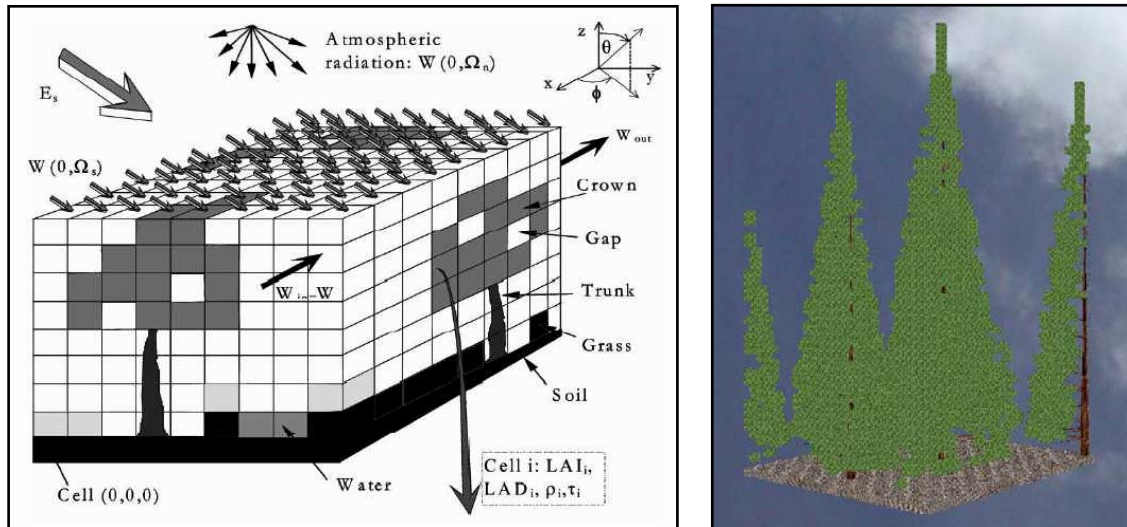 Atmospheric
radiation: W(0,Ωn)
z
θ
x
y
ϕ
Es
W(0,Ωs)
Wout
Crown
Gap
Trunk
Grass
Soil
Cell i: LAIi,
LADi, ρi,τi
Water
Cell (0,0,0)